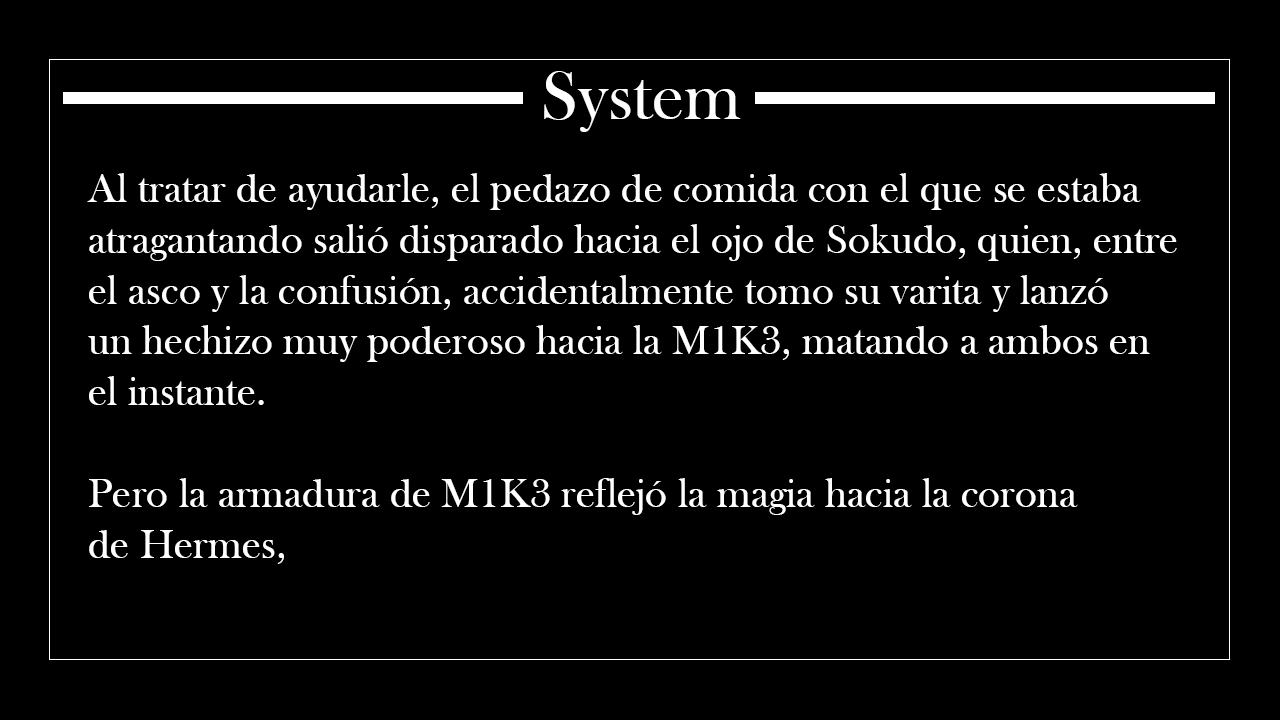 System
Al tratar de ayudarle, el pedazo de comida con el que se estaba
atragantando salió disparado hacia el ojo de Sokudo, quien, entre
el asco y la confusión, accidentalmente tomo su varita y lanzó
un hechizo muy poderoso hacia la M1K3, matando a ambos en
el instante.
Pero la armadura de M1K3 reflejó la magia hacia la corona
de Hermes,